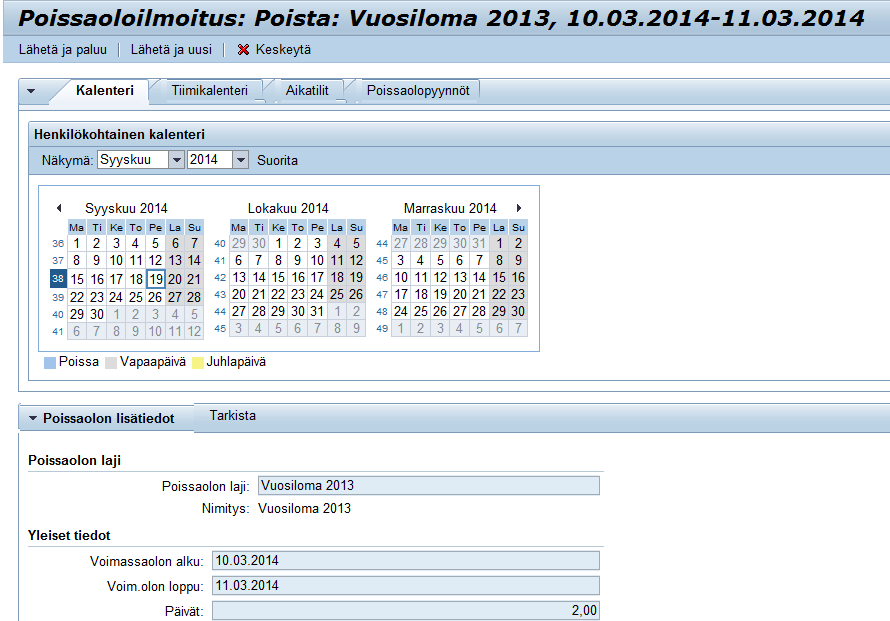 Poissaoloilmoitus: Poista: Vuosiloma 2013, 10.03.2014-11.03.2014
Lähetä ja paluu Lähetä ja uusi Keskeytä
Kalenteri Tiimikalenteri Aikatilit Poissaolopyynnöt
Henkilökohtainen kalenteri
Näkymä: Syyskuu 2014 Suorita
Syyskuu 2014 Lokakuu 2014 Marraskuu 2014
Ma Ti Ke To Pe La Su Ma Ti Ke To Pe La Su Ma Ti Ke To Pe La Su
36 1 2 3 4 5 6 7 40 29 30 1 2 3 4 5 44 27 28 29 30 31 1 2
37 8 9 10 11 12 13 14 41 6 7 8 9 10 11 12 45 3 4 5 6 7 8 9
38 15 16 17 18 19 20 21 42 13 14 15 16 17 18 19 46 10 11 12 13 14 15 16
39 22 23 24 25 26 27 28 43 20 21 22 23 24 25 26 47 17 18 19 20 21 22 23
40 29 30 1 2 3 4 5 44 27 28 29 30 31 1 2 48 24 25 26 27 28 29 30
41 6 7 8 9 10 11 12 45 3 4 5 6 7 8 9 49 1 2 3 4 5 6 7
Poissa Vapaapäivä Juhlapäivä
Poissaolon lisätiedot Tarkista
Poissaolon laji
Poissaolon laji: Vuosiloma 2013
Nimitys: Vuosiloma 2013
Yleiset tiedot
Voimassaolon alku: 10.03.2014
Voim.olon loppu: 11.03.2014
Päivät: 2,00